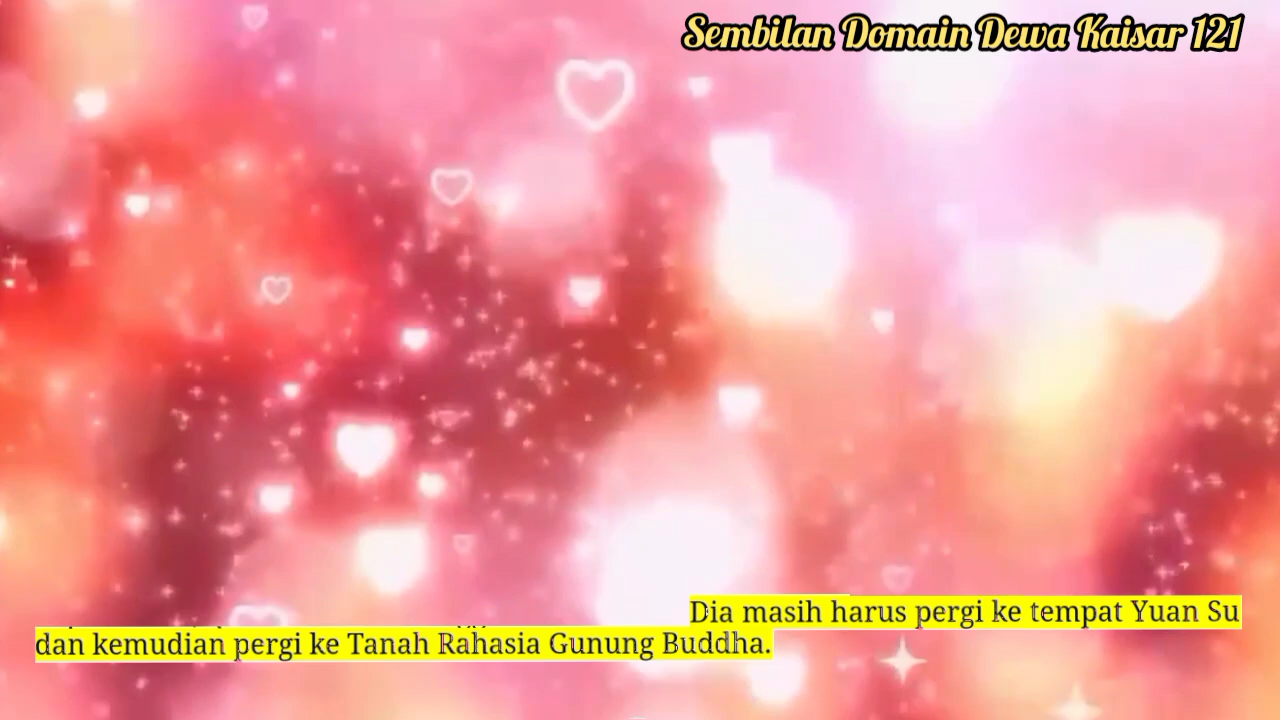 Sembilan Domain Dewa Kaisar 121
Dia masih harus pergi ke tempat Yuan Su
dan kemudian pergi ke Tanah Rahasia Gunung Buddha.